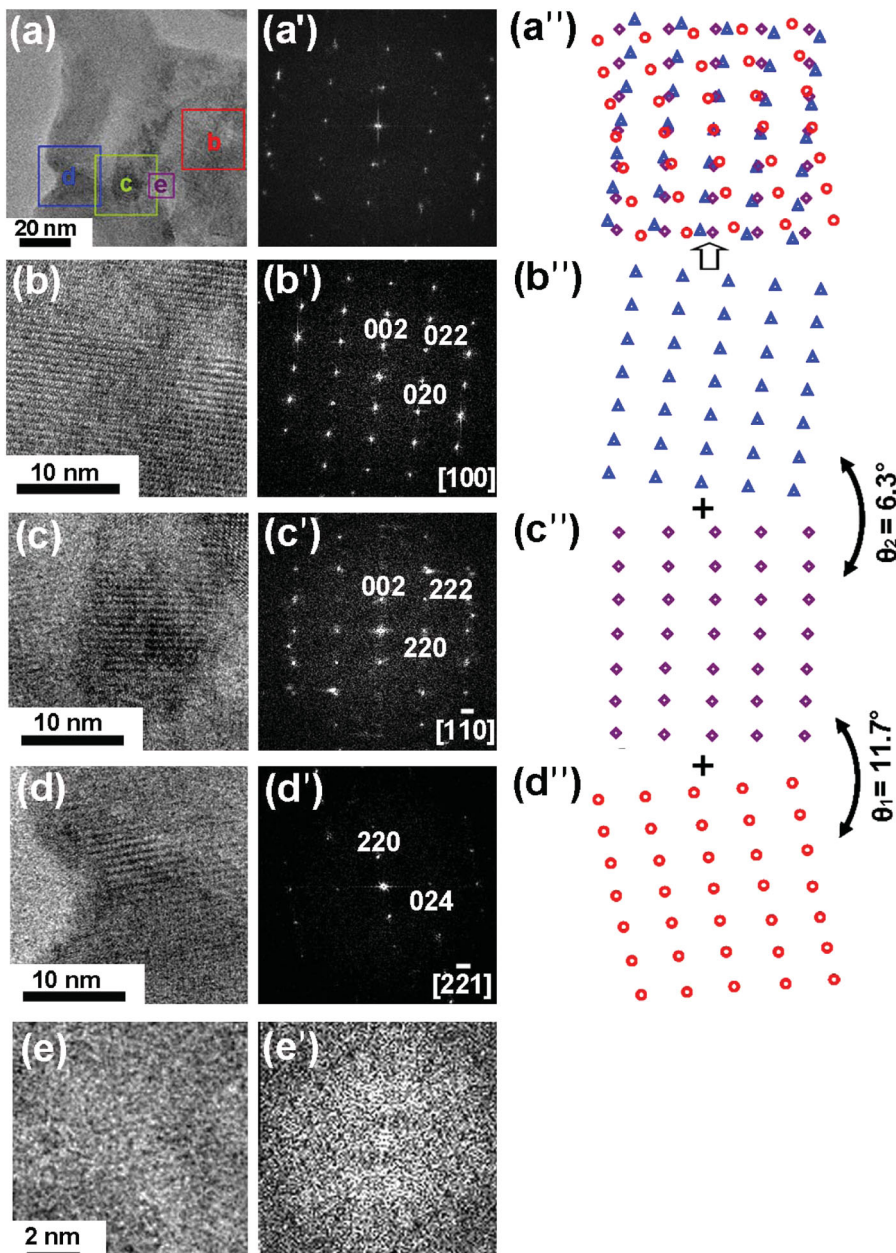 (a)
b
d
c
e
20 nm
(a')
(a'')
(b)
10 nm
(b')
002
022
020
[100]
(b'')
+
θ₂= 6.3°
(c)
10 nm
(c')
002
222
220
[11̄0]
(c'')
+
θ₁= 11.7°
(d)
10 nm
(d')
220
024
[22̄1]
(d'')
(e)
2 nm
(e')